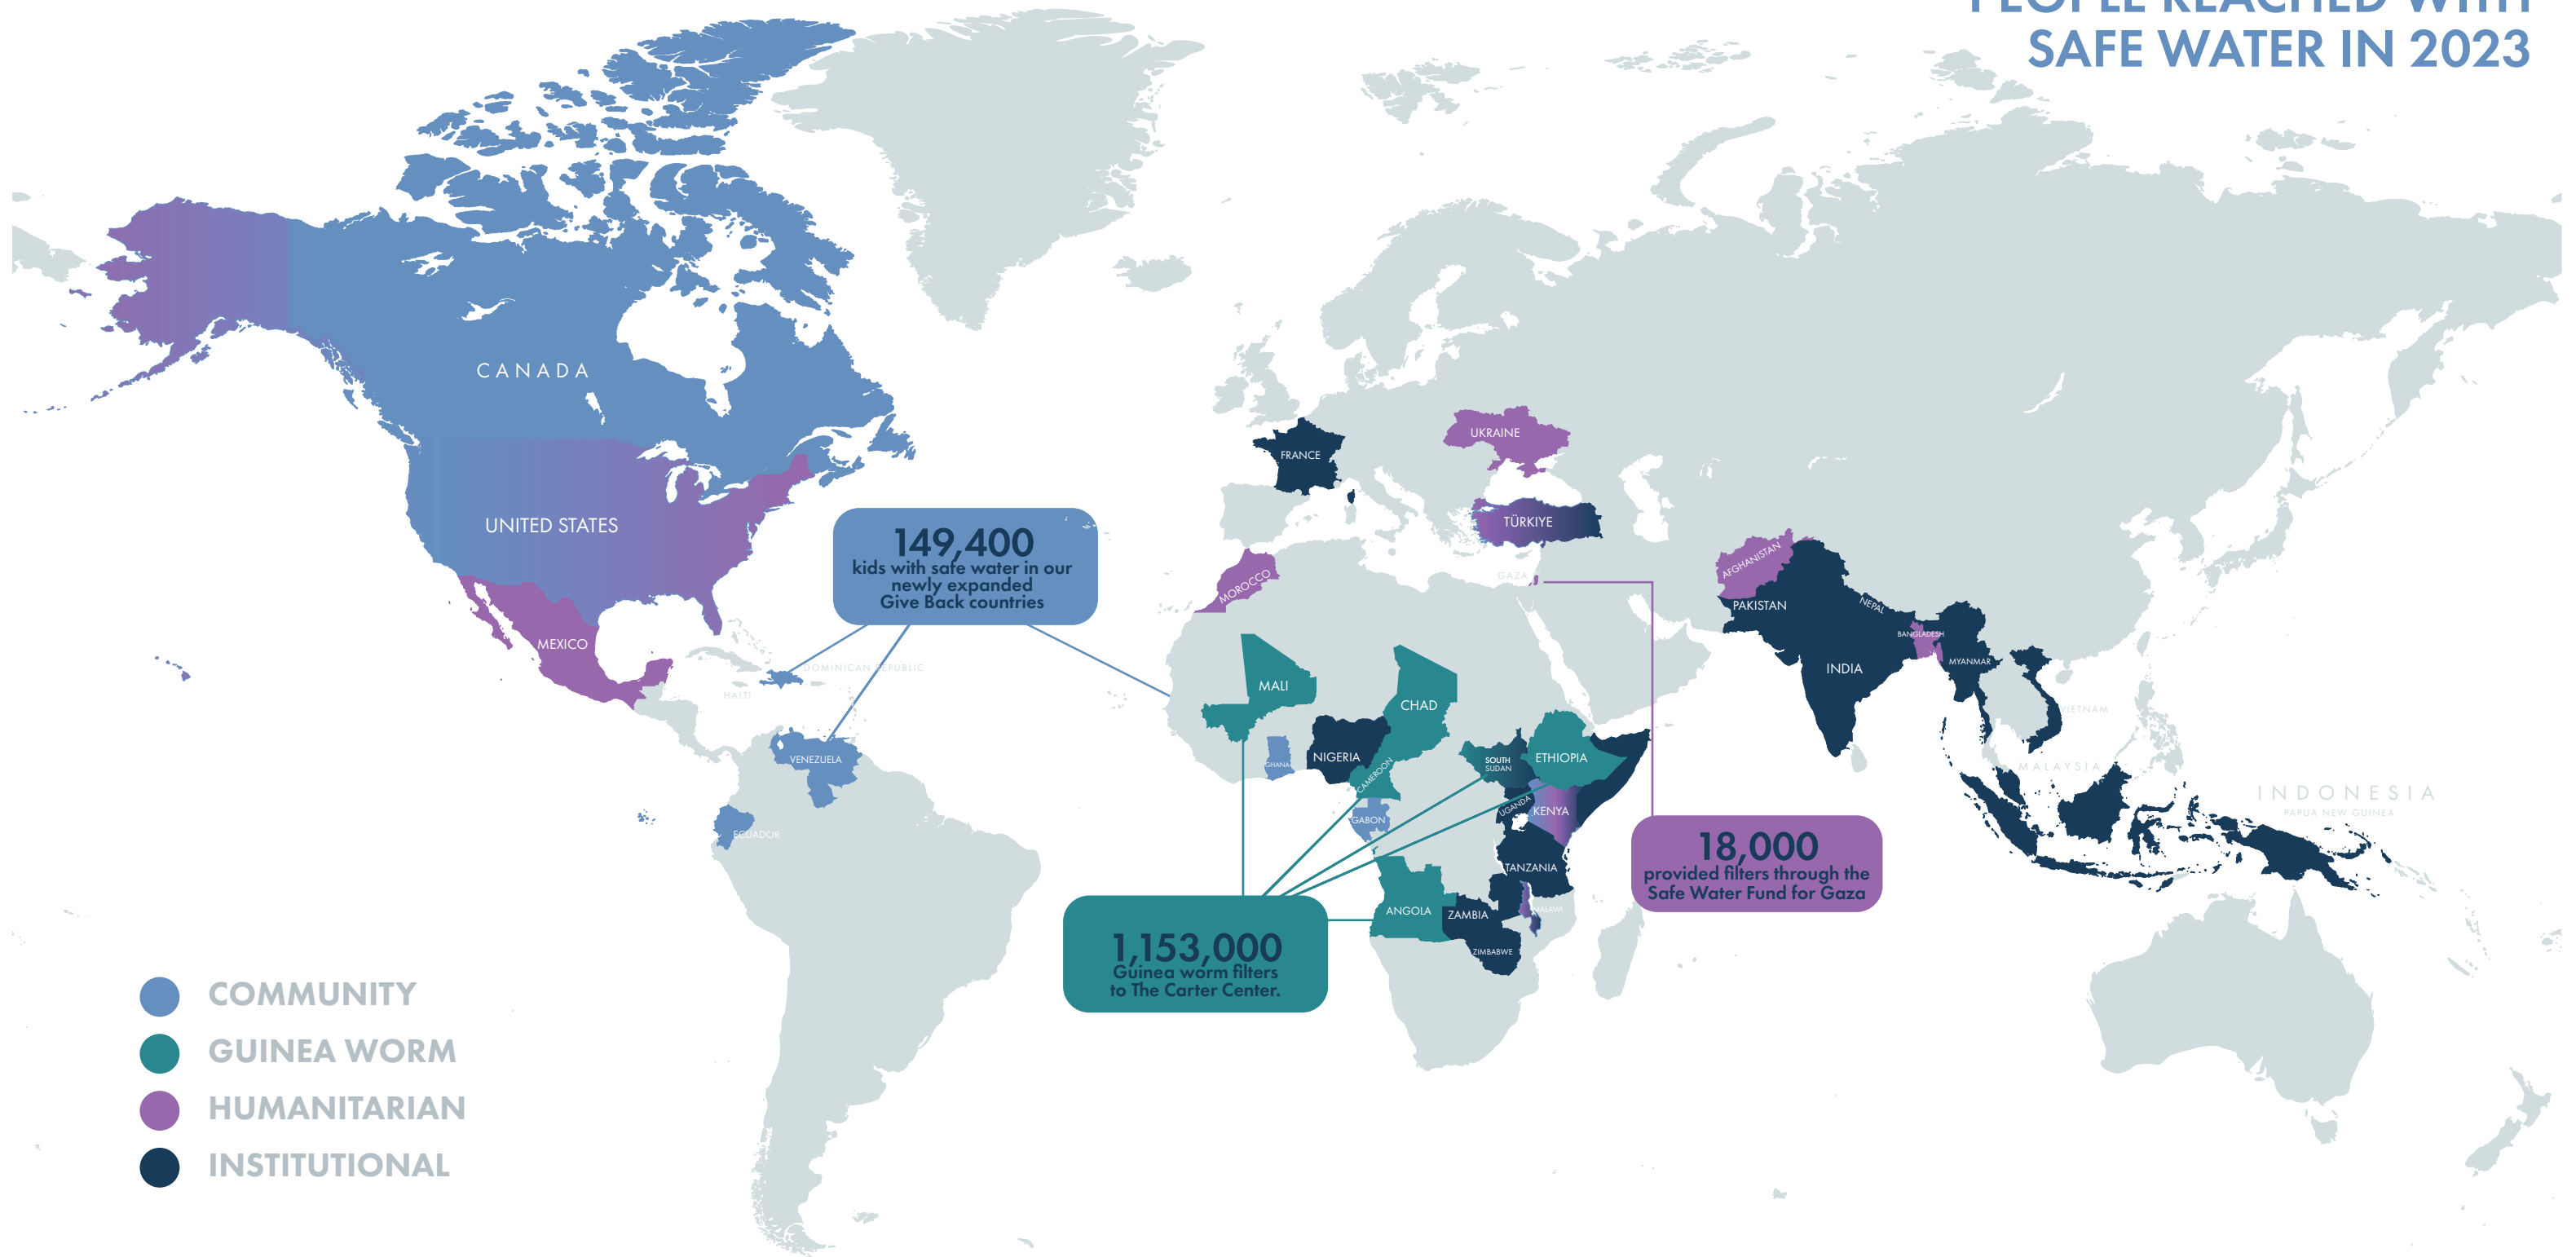 PEOPLE REACHED WITH
SAFE WATER IN 2023
CANADA
UNITED STATES
MEXICO
149,400
kids with safe water in our
newly expanded
Give Back countries
DOMINICAN REPUBLIC
HAITI
VENEZUELA
ECUADOR
UKRAINE
FRANCE
TÜRKIYE
GAZA
MOROCCO
AFGHANISTAN
PAKISTAN
NEPAL
BANGLADESH
INDIA
MYANMAR
VIETNAM
MALAYSIA
INDONESIA
PAPUA NEW GUINEA
MALI
CHAD
NIGERIA
GHANA
CAMEROON
GABON
SOUTH
SUDAN
ETHIOPIA
UGANDA
KENYA
TANZANIA
ANGOLA
ZAMBIA
MALAWI
ZIMBABWE
18,000
provided filters through the
Safe Water Fund for Gaza
1,153,000
Guinea worm filters
to The Carter Center.
COMMUNITY
GUINEA WORM
HUMANITARIAN
INSTITUTIONAL